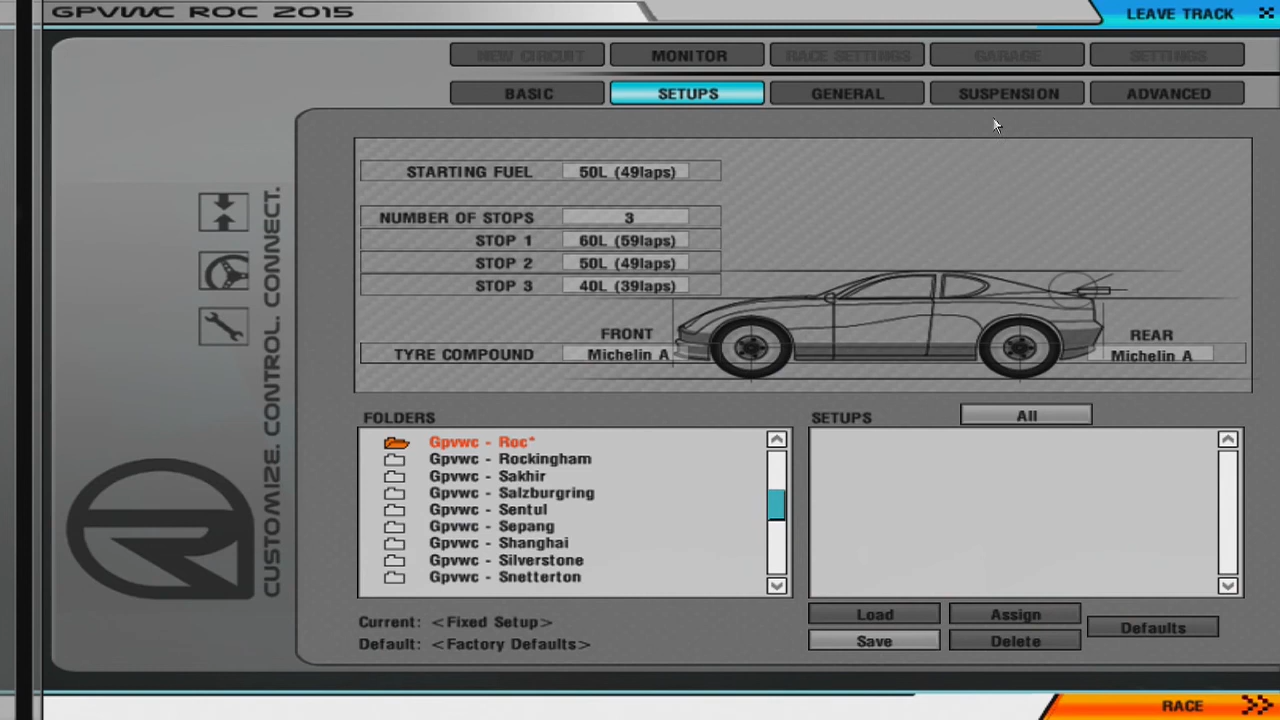 GPVWC ROC 2015
LEAVE TRACK
NEW CIRCUIT MONITOR RACE SETTINGS GARAGE SETTINGS
BASIC SETUPS GENERAL SUSPENSION ADVANCED
CUSTOMIZE. CONTROL. CONNECT.
STARTING FUEL 50L (49laps)
NUMBER OF STOPS 3
STOP 1 60L (59laps)
STOP 2 50L (49laps)
STOP 3 40L (39laps)
FRONT REAR
TYRE COMPOUND Michelin A Michelin A
FOLDERS SETUPS All
Gpvwc - Roc*
Gpvwc - Rockingham
Gpvwc - Sakhir
Gpvwc - Salzburgring
Gpvwc - Sentul
Gpvwc - Sepang
Gpvwc - Shanghai
Gpvwc - Silverstone
Gpvwc - Snetterton
Load Assign
Current: <Fixed Setup>
Defaults
Save Delete
Default: <Factory Defaults>
RACE